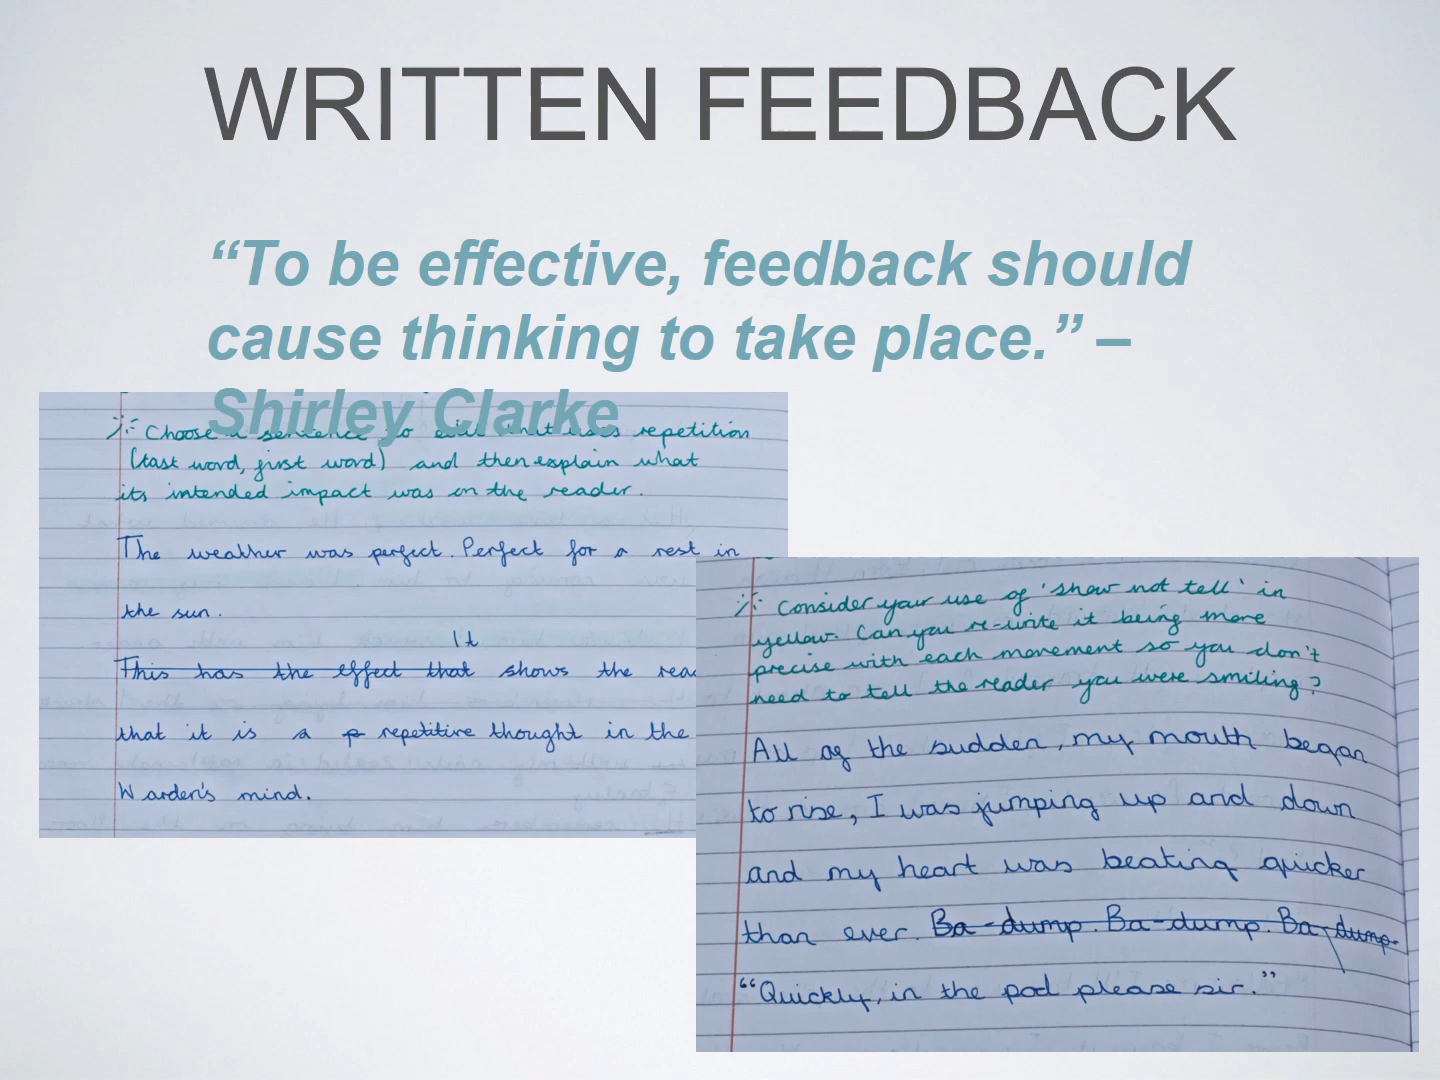 WRITTEN FEEDBACK
“To be effective, feedback should
cause thinking to take place.” –
Shirley Clarke
Choose a sentence to edit that uses repetition
(last word, first word) and then explain what
its intended impact was on the reader.
The weather was perfect. Perfect for a rest in
the sun.
It
This has the effect that shows the rea
that it is a repetitive thought in the
Warden's mind.
Consider your use of 'show not tell' in
yellow. Can you re-write it being more
precise with each movement so you don't
need to tell the reader you were smiling?
All of the sudden, my mouth began
to rise, I was jumping up and down
and my heart was beating quicker
than ever. Ba-dump. Ba-dump. Ba-dump.
“Quickly, in the pod please sir.”